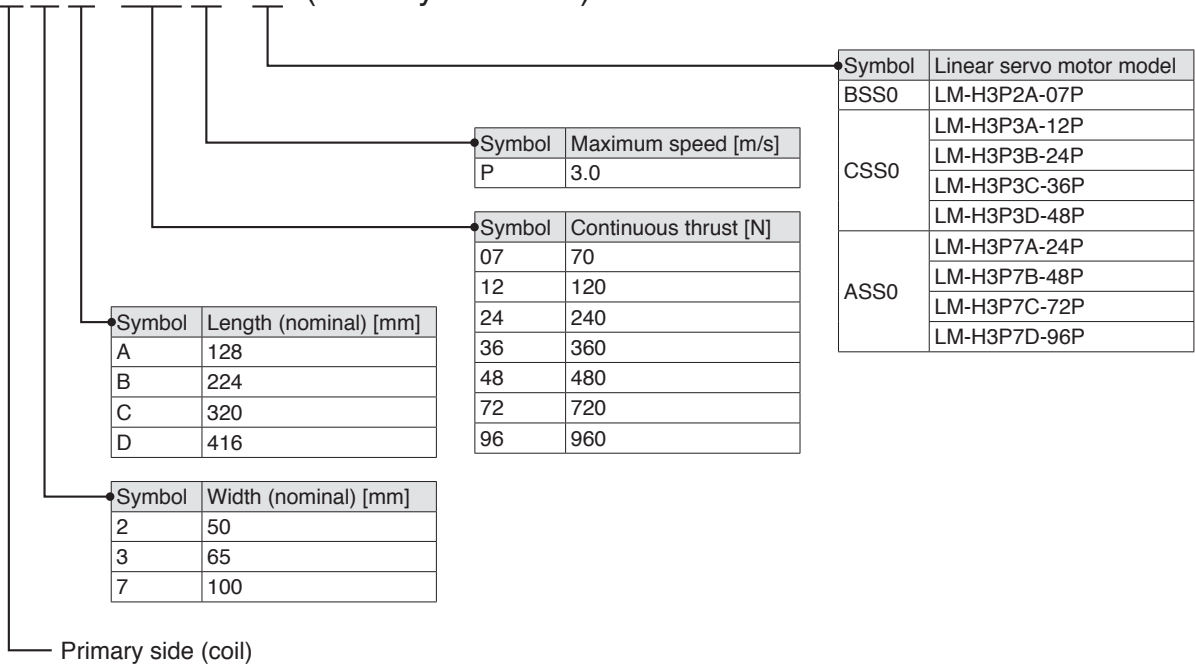 Symbol Linear servo motor model
BSS0 LM-H3P2A-07P
CSS0 LM-H3P3A-12P
LM-H3P3B-24P
LM-H3P3C-36P
LM-H3P3D-48P
ASS0 LM-H3P7A-24P
LM-H3P7B-48P
LM-H3P7C-72P
LM-H3P7D-96P
Symbol Maximum speed [m/s]
P 3.0
Symbol Continuous thrust [N]
07 70
12 120
24 240
36 360
48 480
72 720
96 960
Symbol Length (nominal) [mm]
A 128
B 224
C 320
D 416
Symbol Width (nominal) [mm]
2 50
3 65
7 100
Primary side (coil)